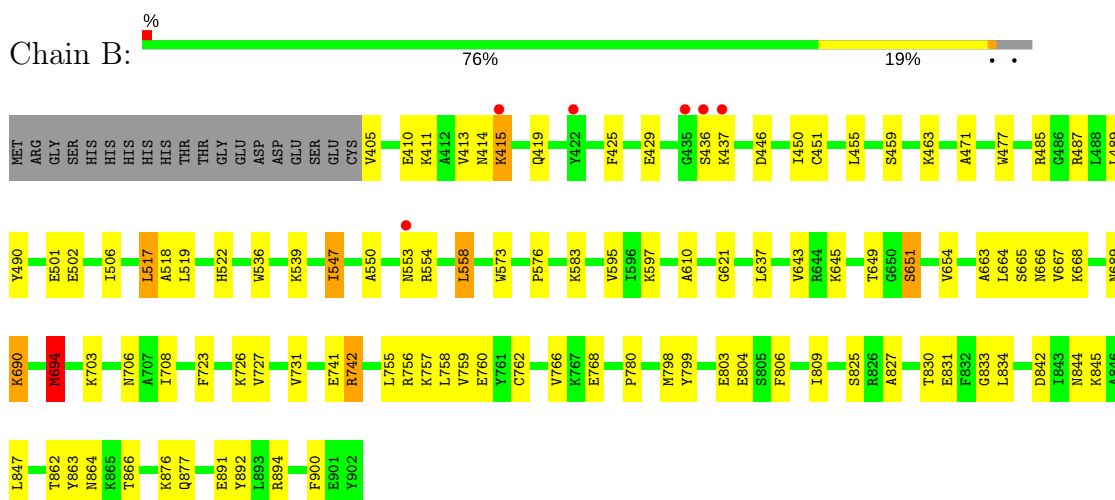 %
Chain B:
76% 19% • •
MET ARG GLY SER HIS HIS HIS HIS HIS HIS THR THR GLY GLU ASP ASP GLU SER GLU CYS V405 E410 K411 A412 V413 N414 K415 Q419 Y422 F425 E429 G435 S436 K437 D446 I450 C451 L455 S459 K463 A471 W477 R485 G486 R487 L488 L489
Y490 E501 E502 I506 L517 A518 L519 H522 W536 K539 I547 A550 N553 R554 L558 W573 P576 K583 V595 I596 K597 A610 G621 L637 V643 R644 K645 T649 G650 S651 V654 A663 L664 S665 N666 V667 K668 N689
K690 M694 K703 N706 A707 I708 F723 K726 V727 V731 E741 R742 L755 R756 K757 L758 V759 E760 Y761 C762 V766 K767 E768 P780 M798 Y799 E803 E804 S805 F806 I809 S825 R826 A827 T830 E831 F832 G833 L834 D842 I843 N844 K845 A846
L847 T862 Y863 N864 K865 T866 K876 Q877 E891 Y892 L893 R894 F900 E901 Y902